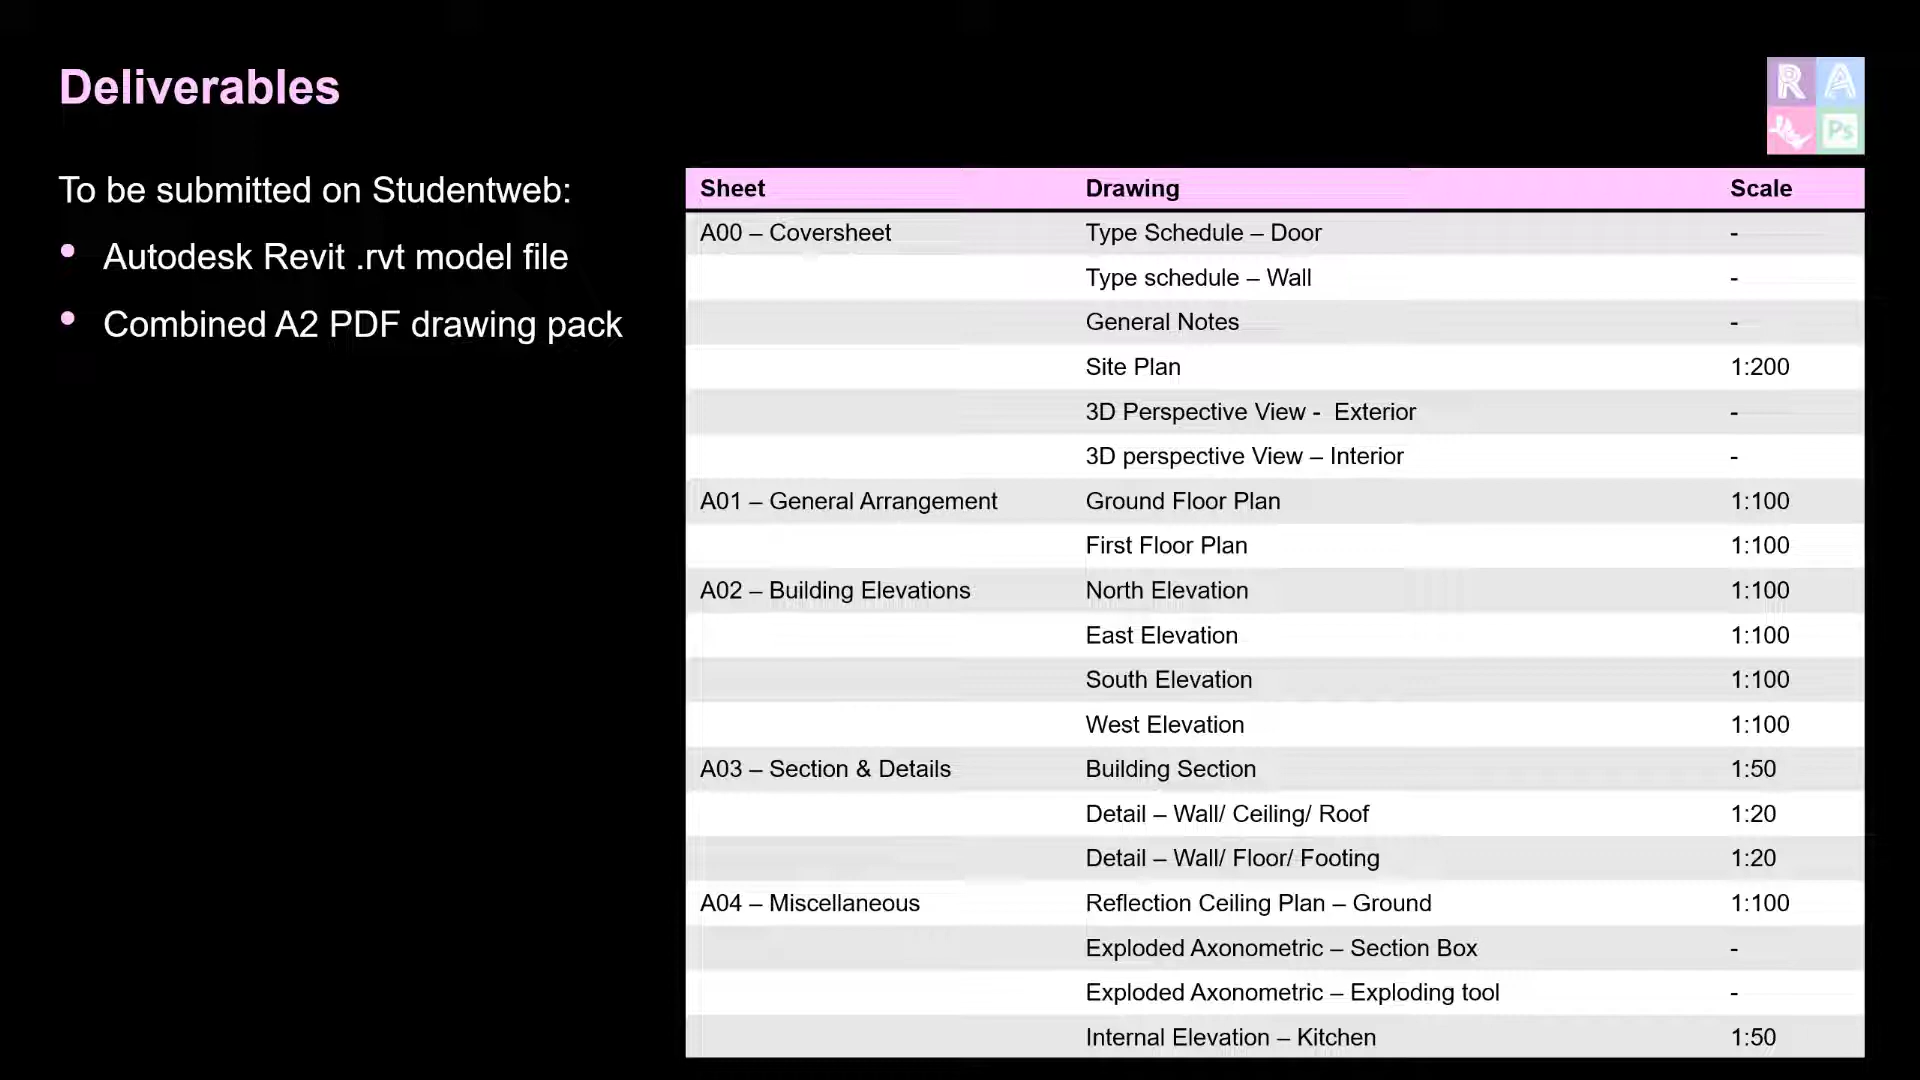 Deliverables
R A
Ps
To be submitted on Studentweb:
• Autodesk Revit .rvt model file
• Combined A2 PDF drawing pack
Sheet Drawing Scale
A00 – Coversheet Type Schedule – Door -
Type schedule – Wall -
General Notes -
Site Plan 1:200
3D Perspective View -  Exterior -
3D perspective View – Interior -
A01 – General Arrangement Ground Floor Plan 1:100
First Floor Plan 1:100
A02 – Building Elevations North Elevation 1:100
East Elevation 1:100
South Elevation 1:100
West Elevation 1:100
A03 – Section & Details Building Section 1:50
Detail – Wall/ Ceiling/ Roof 1:20
Detail – Wall/ Floor/ Footing 1:20
A04 – Miscellaneous Reflection Ceiling Plan – Ground 1:100
Exploded Axonometric – Section Box -
Exploded Axonometric – Exploding tool -
Internal Elevation – Kitchen 1:50